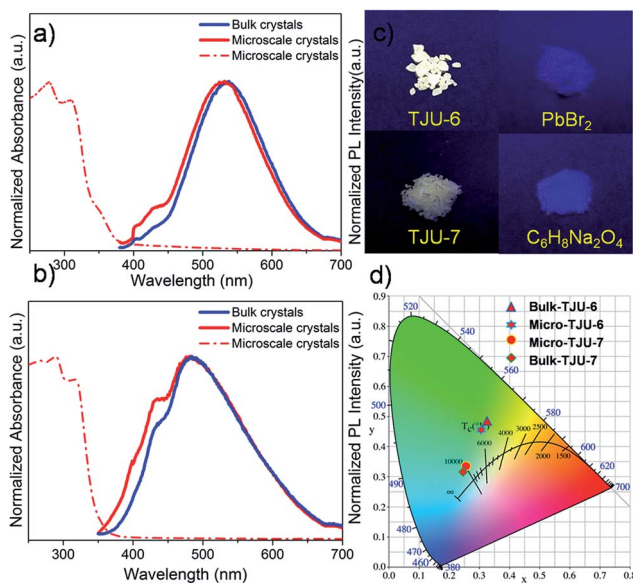 a)
Bulk crystals
Microscale crystals
Microscale crystals
Normalized Absorbance (a.u.)
Normalized PL Intensity(a.u.)
300 400 500 600 700
Wavelength (nm)
b)
Bulk crystals
Microscale crystals
Microscale crystals
Normalized Absorbance (a.u.)
Normalized PL Intensity (a.u.)
300 400 500 600 700
Wavelength (nm)
c)
TJU-6
PbBr2
TJU-7
C6H8Na2O4
d)
Bulk-TJU-6
Micro-TJU-6
Micro-TJU-7
Bulk-TJU-7
0.9
0.8
0.7
0.6
0.5
0.4
0.3
0.2
0.1
0.0
y
520
540
560
500
580
600
620
700
490
480
470
460
380
Tc(
∞
10000
6000
4000
3000
2500
2000
1500
0.0 0.1 0.2 0.3 0.4 0.5 0.6 0.7 0.8
x